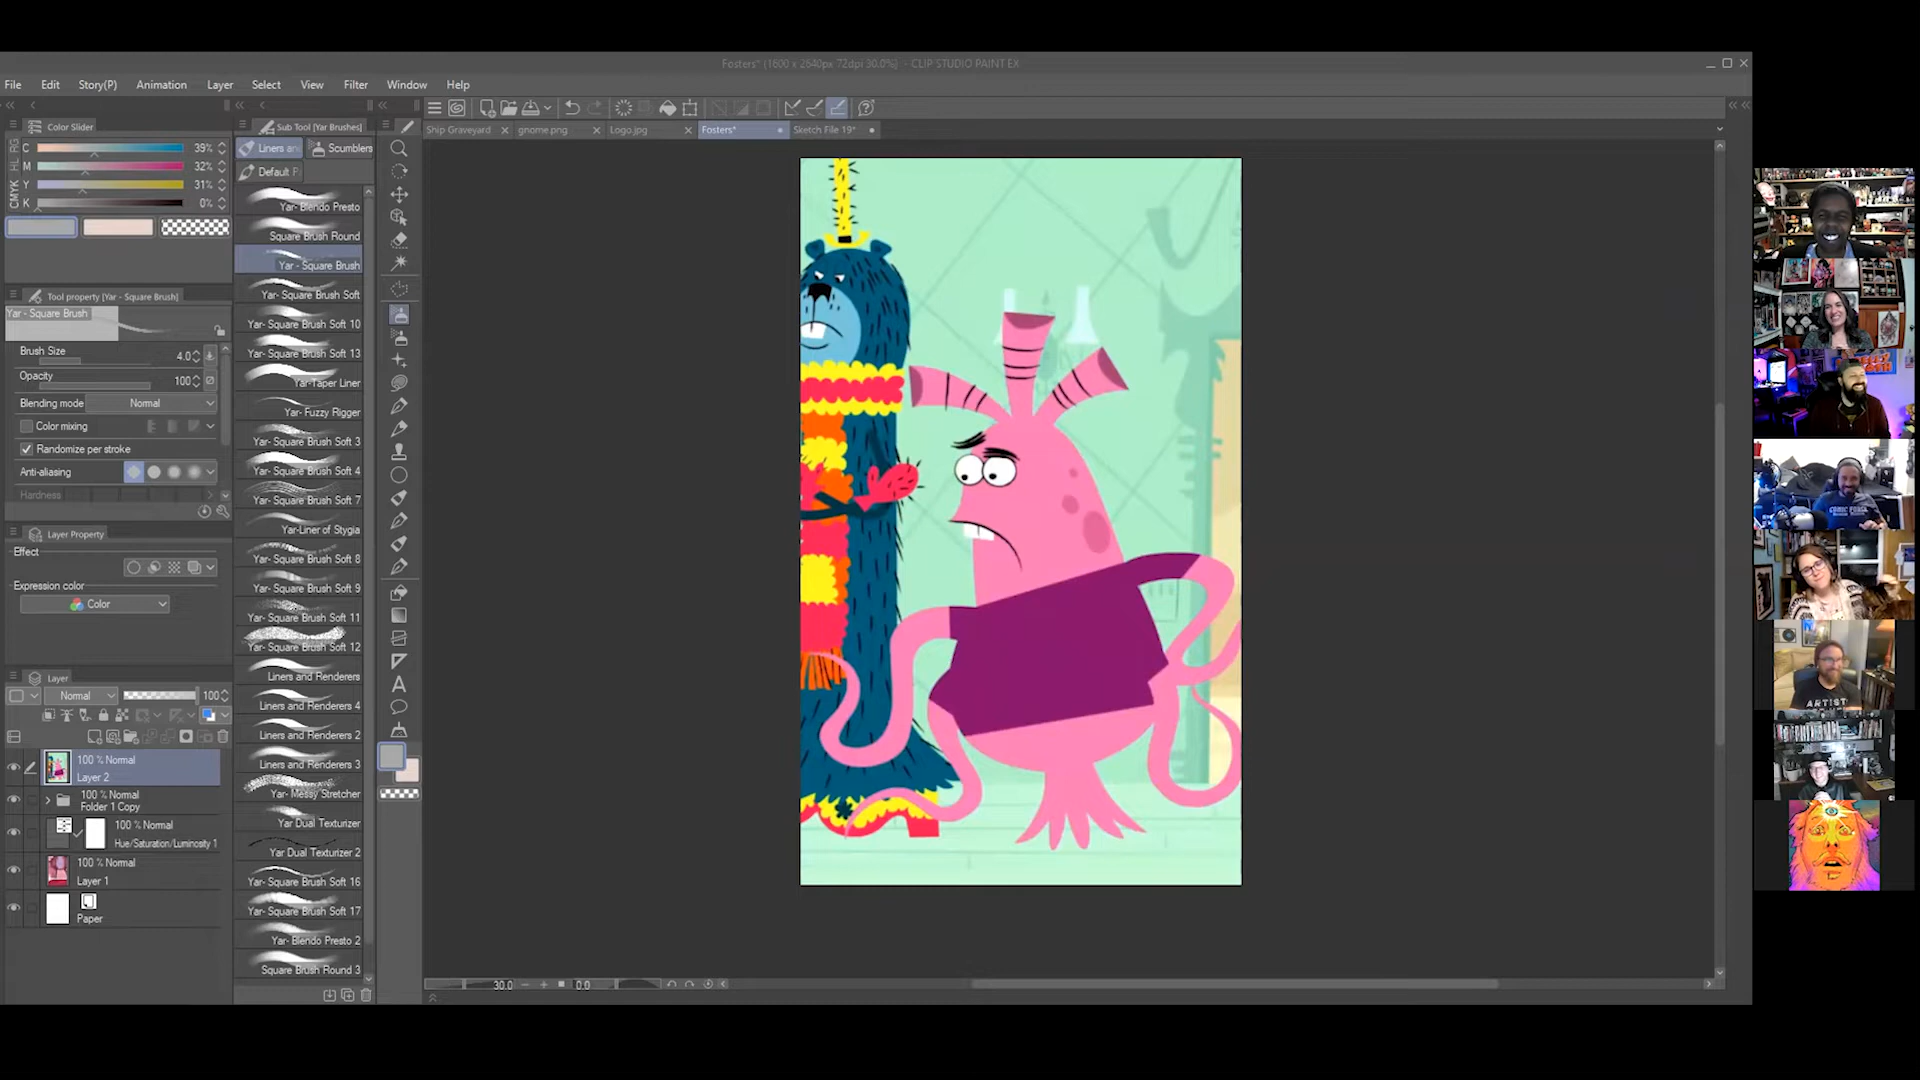 Fosters* (1600 x 2640px 72dpi 30.0%) - CLIP STUDIO PAINT EX
File Edit Story(P) Animation Layer Select View Filter Window Help
Ship Graveyard gnome.png Logo.jpg Fosters* Sketch File 19*
Color Slider
C 39%
M 32%
Y 31%
K 0%
CMYK
Tool property [Yar - Square Brush]
Yar - Square Brush
Brush Size 4.0
Opacity 100
Blending mode Normal
Color mixing
Randomize per stroke
Anti-aliasing
Hardness
Layer Property
Effect
Expression color
Color
Layer
Normal 100
100 % Normal
Layer 2
100 % Normal
Folder 1 Copy
100 % Normal
Hue/Saturation/Luminosity 1
100 % Normal
Layer 1
Paper
Sub Tool [Yar Brushes]
Liners an Scumblers
Default F
Yar- Blendo Presto
Square Brush Round
Yar - Square Brush
Yar- Square Brush Soft
Yar- Square Brush Soft 10
Yar- Square Brush Soft 13
Yar-Taper Liner
Yar- Fuzzy Rigger
Yar- Square Brush Soft 3
Yar- Square Brush Soft 4
Yar- Square Brush Soft 7
Yar-Liner of Stygia
Yar- Square Brush Soft 8
Yar- Square Brush Soft 9
Yar- Square Brush Soft 11
Yar- Square Brush Soft 12
Liners and Renderers
Liners and Renderers 4
Liners and Renderers 2
Liners and Renderers 3
Yar- Messy Stretcher
Yar Dual Texturizer
Yar Dual Texturizer 2
Yar- Square Brush Soft 16
Yar- Square Brush Soft 17
Yar- Blendo Presto 2
Square Brush Round 3
30.0 0.0
ARTIST